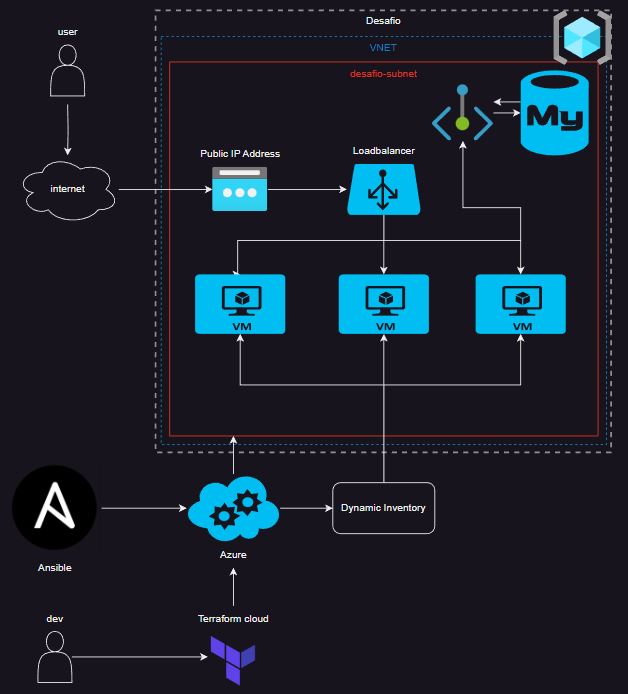 Desafio
user
VNET
desafio-subnet
My
Public IP Address
Loadbalancer
internet
VM
VM
VM
Dynamic Inventory
Azure
Ansible
dev
Terraform cloud